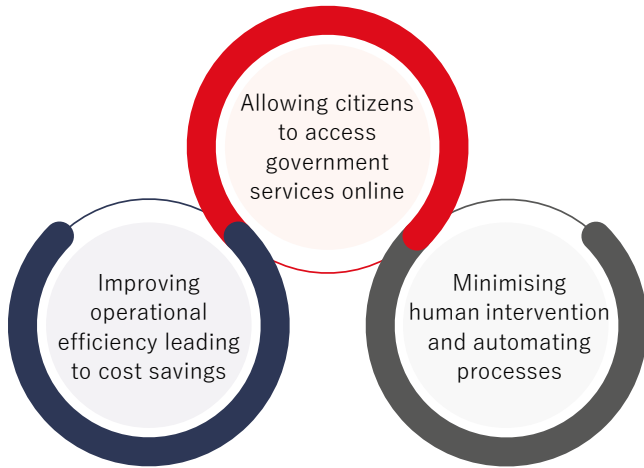 Allowing citizens
to access
government
services online
Improving
operational
efficiency leading
to cost savings
Minimising
human intervention
and automating
processes